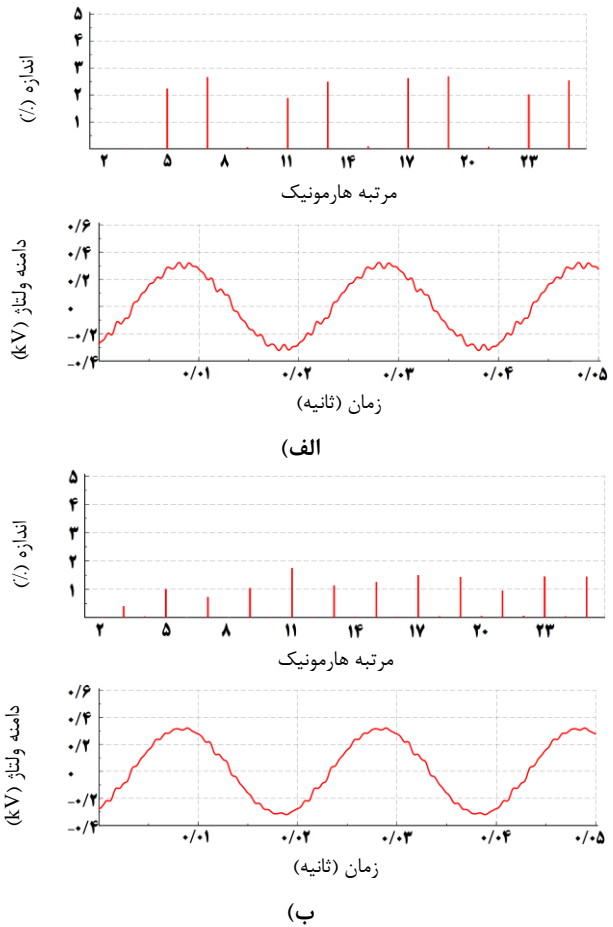 اندازه (٪)
۵
۴
۳
۲
۱
۲ ۵ ۸ ۱۱ ۱۴ ۱۷ ۲۰ ۲۳
مرتبه هارمونیک
دامنه ولتاژ (kV)
۰/۶
۰/۴
۰/۲
۰
-۰/۲
-۰/۴
۰/۰۱ ۰/۰۲ ۰/۰۳ ۰/۰۴ ۰/۰۵
زمان (ثانیه)
الف)
اندازه (٪)
۵
۴
۳
۲
۱
۲ ۵ ۸ ۱۱ ۱۴ ۱۷ ۲۰ ۲۳
مرتبه هارمونیک
دامنه ولتاژ (kV)
۰/۶
۰/۴
۰/۲
۰
-۰/۲
-۰/۴
۰/۰۱ ۰/۰۲ ۰/۰۳ ۰/۰۴ ۰/۰۵
زمان (ثانیه)
ب)